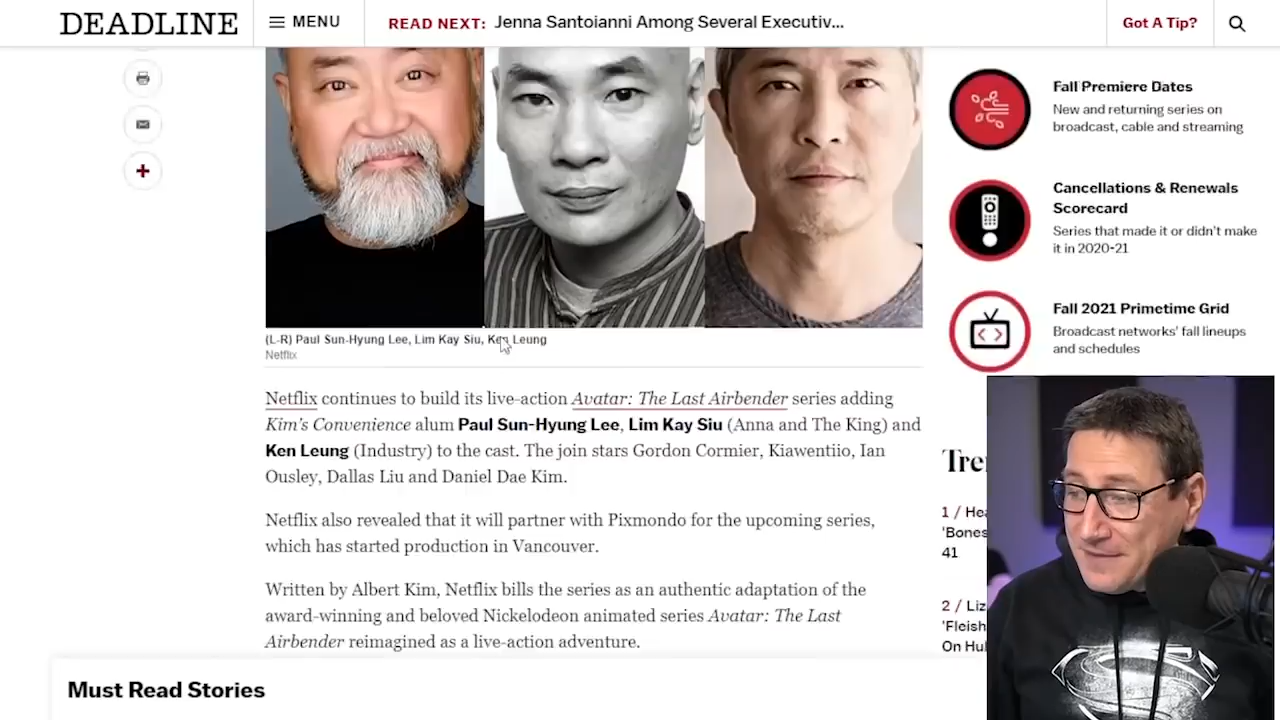 DEADLINE
MENU
READ NEXT: Jenna Santoianni Among Several Executiv...
Got A Tip?
(L-R) Paul Sun-Hyung Lee, Lim Kay Siu, Ken Leung
Netflix
Netflix continues to build its live-action Avatar: The Last Airbender series adding
Kim's Convenience alum Paul Sun-Hyung Lee, Lim Kay Siu (Anna and The King) and
Ken Leung (Industry) to the cast. The join stars Gordon Cormier, Kiawentiio, Ian
Ousley, Dallas Liu and Daniel Dae Kim.
Netflix also revealed that it will partner with Pixmondo for the upcoming series,
which has started production in Vancouver.
Written by Albert Kim, Netflix bills the series as an authentic adaptation of the
award-winning and beloved Nickelodeon animated series Avatar: The Last
Airbender reimagined as a live-action adventure.
Must Read Stories
Fall Premiere Dates
New and returning series on
broadcast, cable and streaming
Cancellations & Renewals
Scorecard
Series that made it or didn't make
it in 2020-21
Fall 2021 Primetime Grid
Broadcast networks' fall lineups
and schedules
1 /
'Bones
41
2 / Liz
'Fleish
On Hul